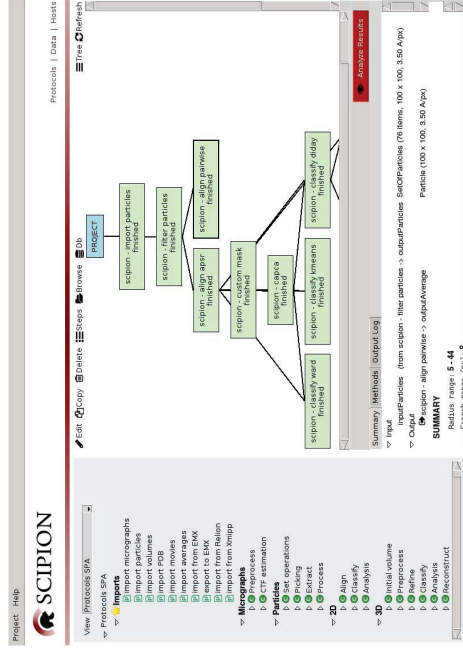 Project Help
SCIPION
Protocols | Data | Hosts
View Protocols SPA
Protocols SPA
Imports
import micrographs
import particles
import volumes
import PDB
import movies
import averages
import from EMX
export to EMX
import from Relion
import from Xmipp
Micrographs
Preprocess
CTF estimation
Particles
Set operations
Picking
Extract
Process
2D
Align
Classify
Analysis
3D
Initial volume
Preprocess
Refine
Classify
Analysis
Reconstruct
Edit Copy Delete Steps Browse Db
Tree Refresh
PROJECT
scipion - import particles
finished
scipion - filter particles
finished
scipion - align apsr
finished
scipion - align pairwise
finished
scipion - custom mask
finished
scipion - capca
finished
scipion - classify ward
finished
scipion - classify kmeans
finished
scipion - classify diday
finished
Summary Methods Output Log
Analyze Results
Input
inputParticles (from scipion - filter particles -> outputParticles SetOfParticles (76 items, 100 x 100, 3.50 A/px)
Output
scipion - align pairwise -> outputAverage Particle (100 x 100, 3.50 A/px)
SUMMARY
Radius range: 5 - 44